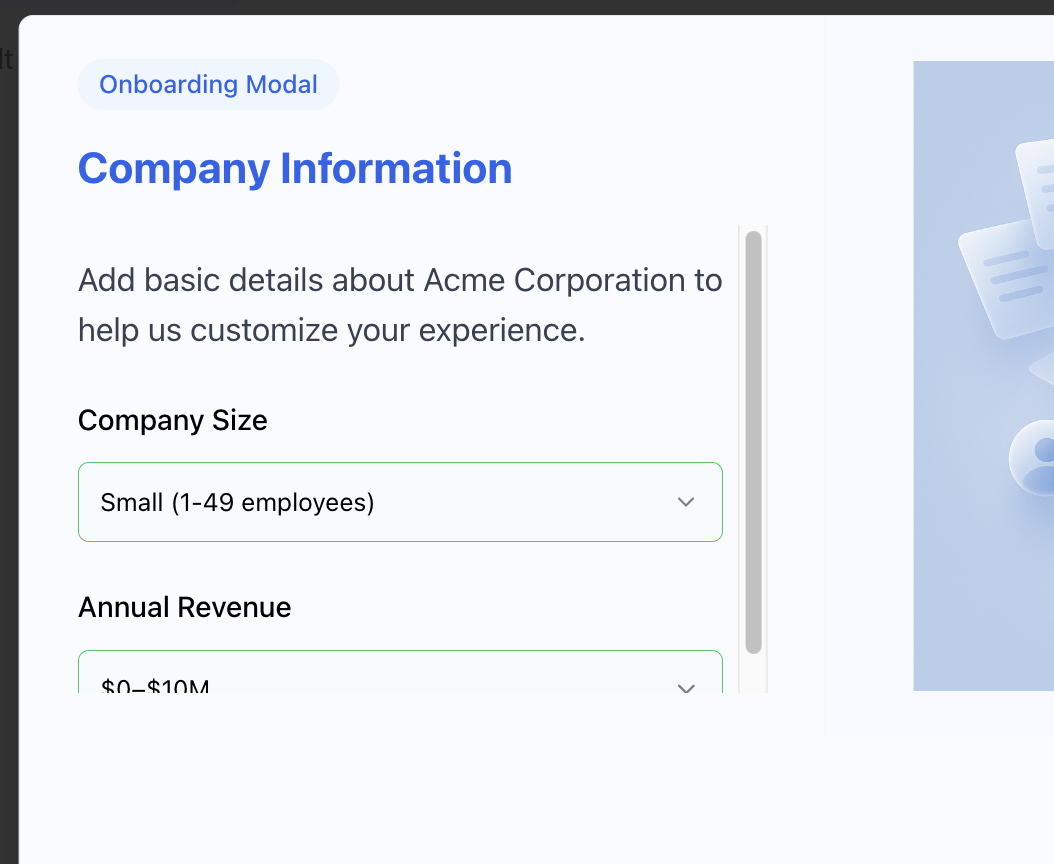 Onboarding Modal
Company Information
Add basic details about Acme Corporation to
help us customize your experience.
Company Size
Small (1-49 employees)
Annual Revenue
$0–$10M